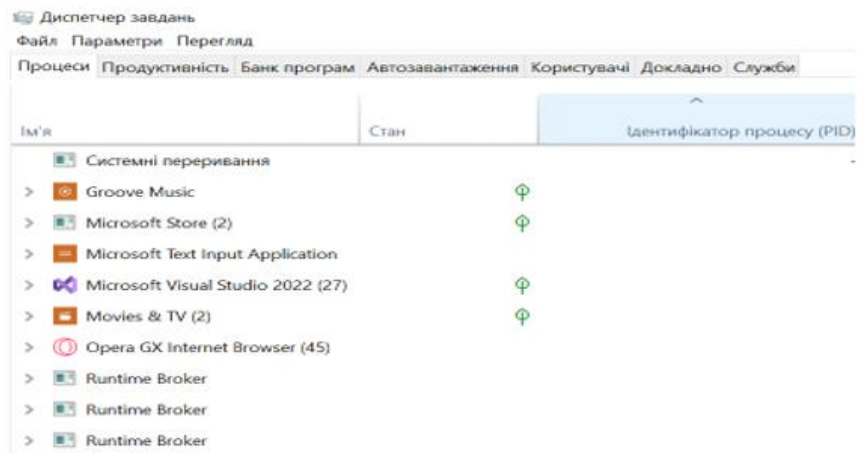 Диспетчер завдань
Файл Параметри Перегляд
Процеси Продуктивність Банк програм Автозавантаження Користувачі Докладно Служби
Ім'я Стан Ідентифікатор процесу (PID)
Системні переривання -
> Groove Music
> Microsoft Store (2)
> Microsoft Text Input Application
> Microsoft Visual Studio 2022 (27)
> Movies & TV (2)
> Opera GX Internet Browser (45)
> Runtime Broker
> Runtime Broker
> Runtime Broker